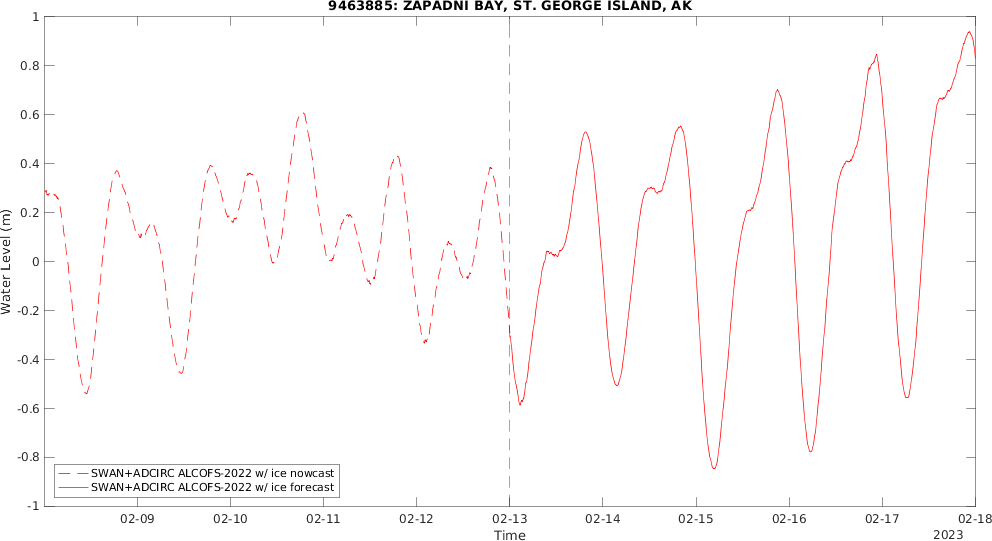 9463885: ZAPADNI BAY, ST. GEORGE ISLAND, AK
1
0.8
0.6
0.4
0.2
0
-0.2
-0.4
-0.6
-0.8
-1
Water Level (m)
SWAN+ADCIRC ALCOFS-2022 w/ ice nowcast
SWAN+ADCIRC ALCOFS-2022 w/ ice forecast
02-09 02-10 02-11 02-12 02-13 02-14 02-15 02-16 02-17 02-18
Time
2023